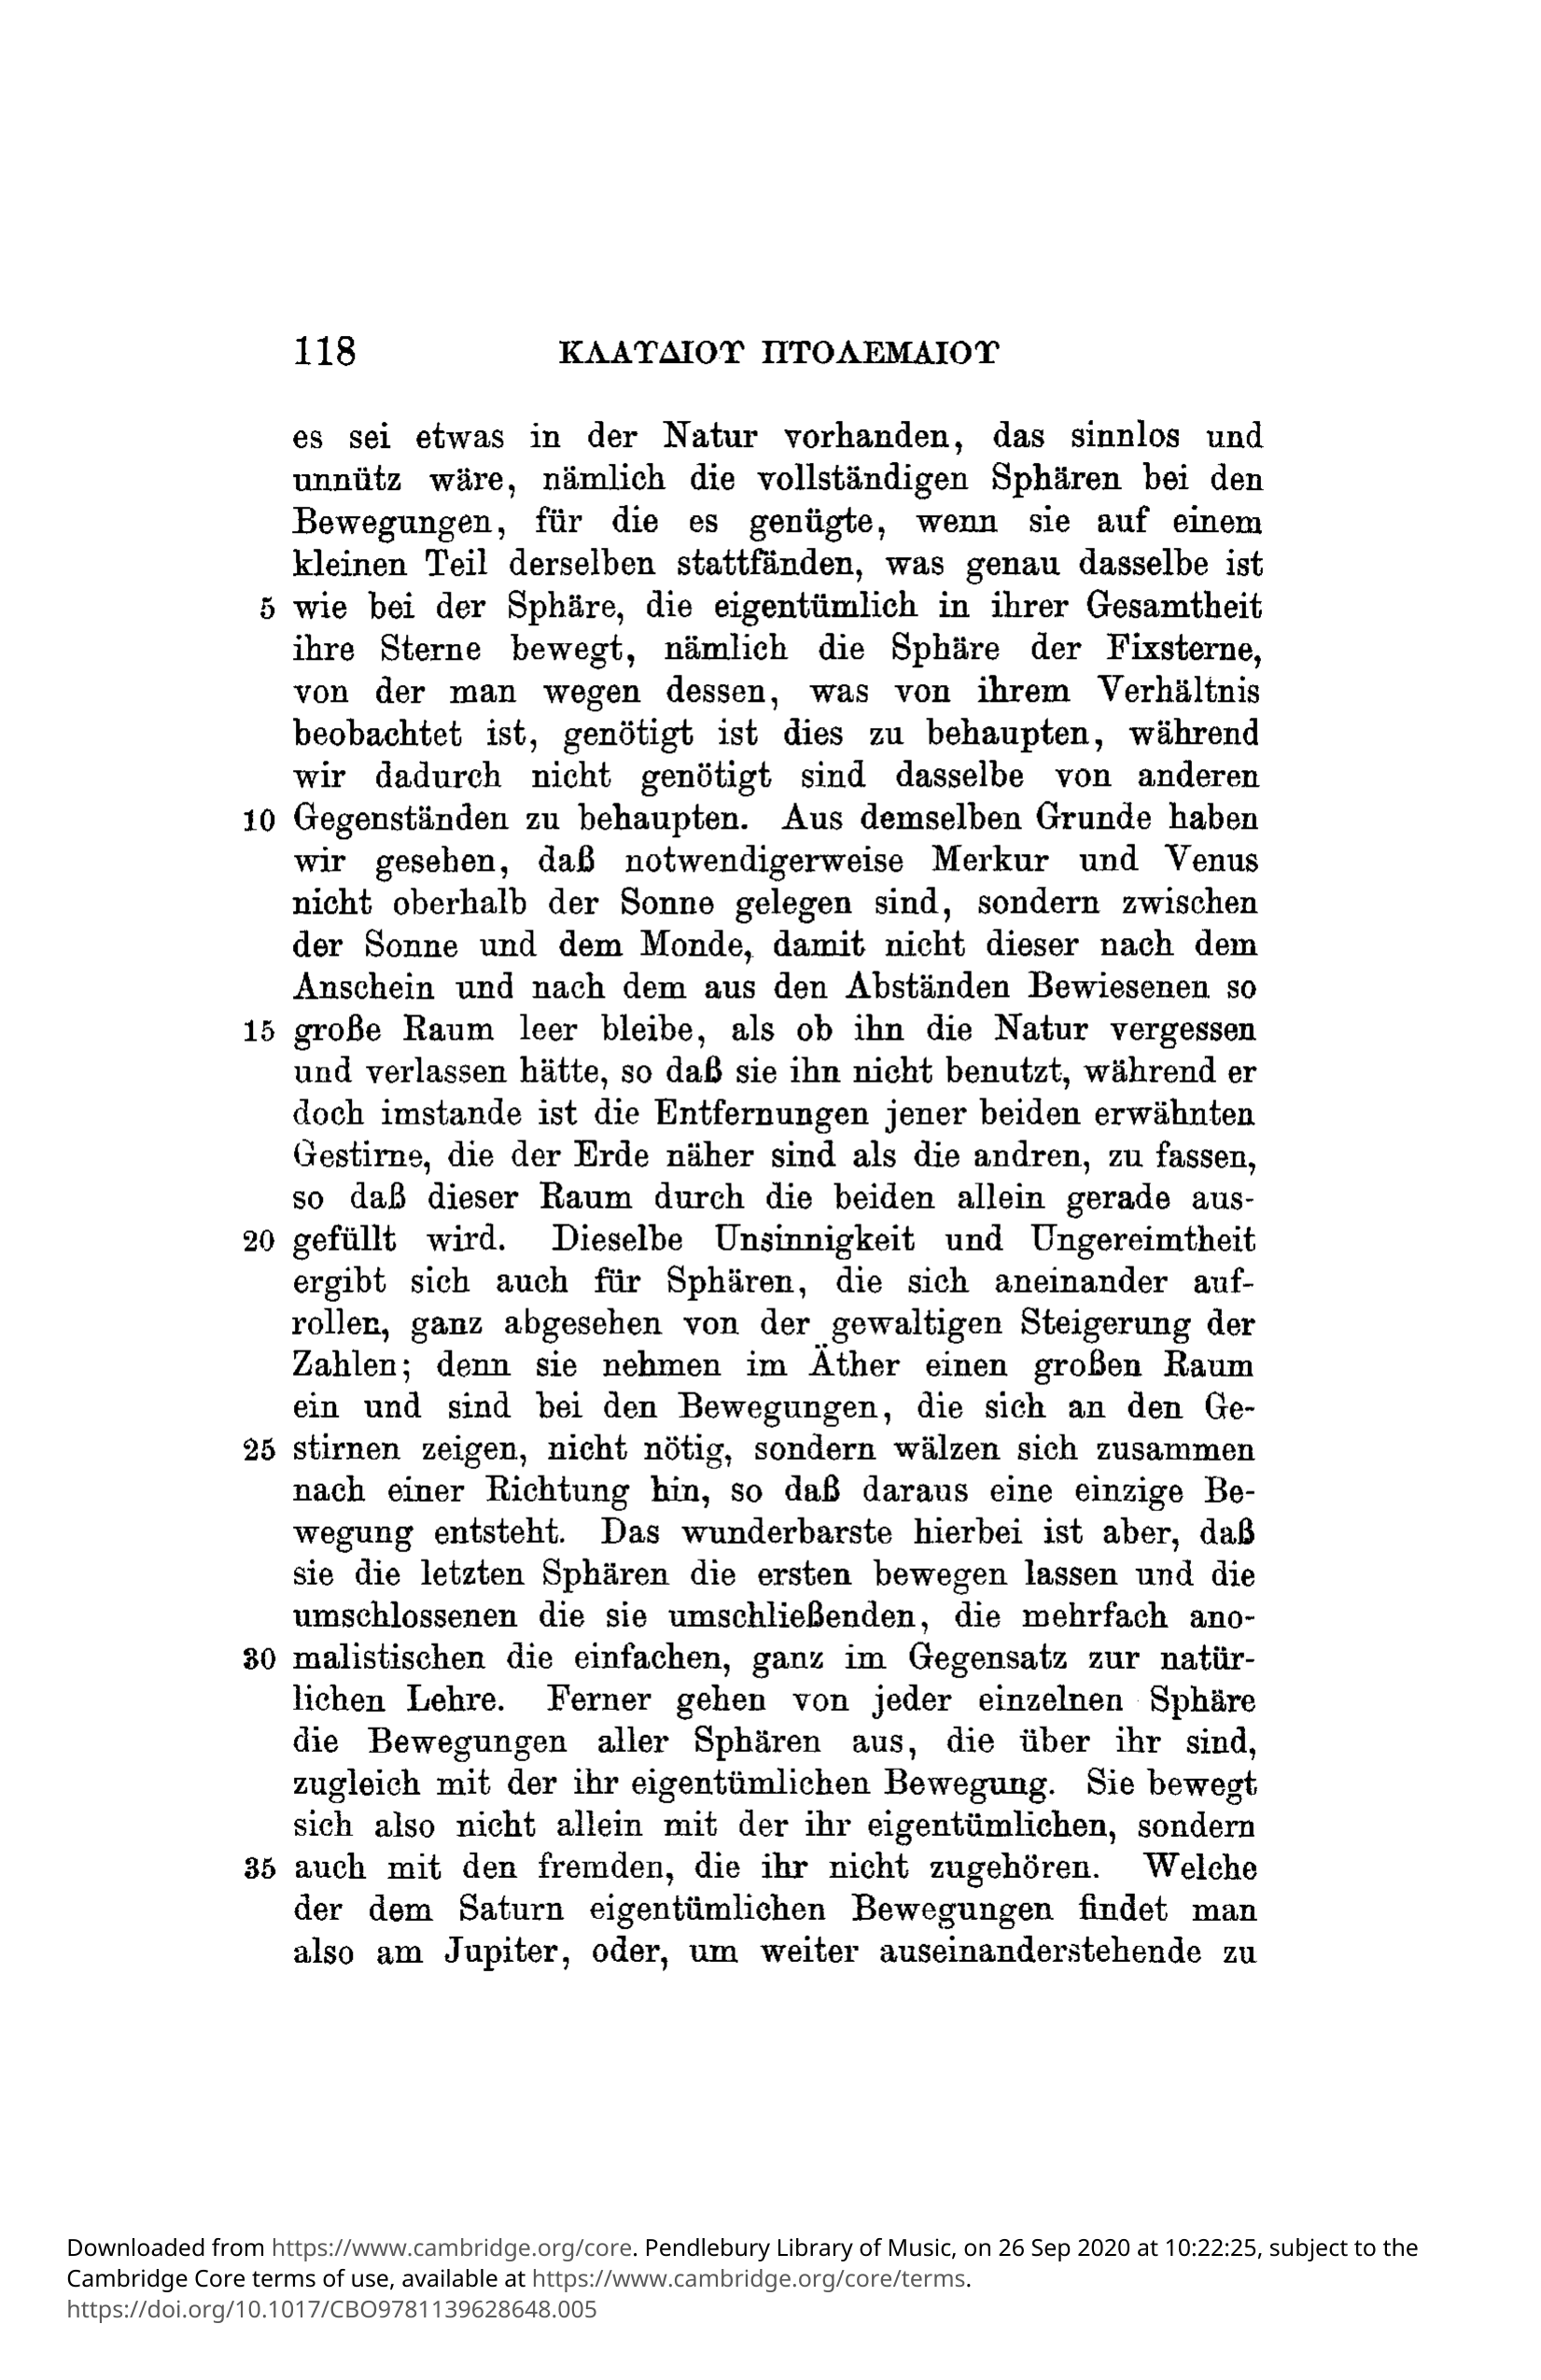 118 ΚΛΑΥΔΙΟΥ ΠΤΟΛΕΜΑΙΟΥ
es sei etwas in der Natur vorhanden, das sinnlos und
unnütz wäre, nämlich die vollständigen Sphären bei den
Bewegungen, für die es genügte, wenn sie auf einem
kleinen Teil derselben stattfänden, was genau dasselbe ist
5 wie bei der Sphäre, die eigentümlich in ihrer Gesamtheit
ihre Sterne bewegt, nämlich die Sphäre der Fixsterne,
von der man wegen dessen, was von ihrem Verhältnis
beobachtet ist, genötigt ist dies zu behaupten, während
wir dadurch nicht genötigt sind dasselbe von anderen
10 Gegenständen zu behaupten. Aus demselben Grunde haben
wir gesehen, daß notwendigerweise Merkur und Venus
nicht oberhalb der Sonne gelegen sind, sondern zwischen
der Sonne und dem Monde, damit nicht dieser nach dem
Anschein und nach dem aus den Abständen Bewiesenen so
15 große Raum leer bleibe, als ob ihn die Natur vergessen
und verlassen hätte, so daß sie ihn nicht benutzt, während er
doch imstande ist die Entfernungen jener beiden erwähnten
Gestirne, die der Erde näher sind als die andren, zu fassen,
so daß dieser Raum durch die beiden allein gerade aus-
20 gefüllt wird. Dieselbe Unsinnigkeit und Ungereimtheit
ergibt sich auch für Sphären, die sich aneinander auf-
rollen, ganz abgesehen von der gewaltigen Steigerung der
Zahlen; denn sie nehmen im Äther einen großen Raum
ein und sind bei den Bewegungen, die sich an den Ge-
25 stirnen zeigen, nicht nötig, sondern wälzen sich zusammen
nach einer Richtung hin, so daß daraus eine einzige Be-
wegung entsteht. Das wunderbarste hierbei ist aber, daß
sie die letzten Sphären die ersten bewegen lassen und die
umschlossenen die sie umschließenden, die mehrfach ano-
30 malistischen die einfachen, ganz im Gegensatz zur natür-
lichen Lehre. Ferner gehen von jeder einzelnen Sphäre
die Bewegungen aller Sphären aus, die über ihr sind,
zugleich mit der ihr eigentümlichen Bewegung. Sie bewegt
sich also nicht allein mit der ihr eigentümlichen, sondern
35 auch mit den fremden, die ihr nicht zugehören. Welche
der dem Saturn eigentümlichen Bewegungen findet man
also am Jupiter, oder, um weiter auseinanderstehende zu
Downloaded from https://www.cambridge.org/core. Pendlebury Library of Music, on 26 Sep 2020 at 10:22:25, subject to the
Cambridge Core terms of use, available at https://www.cambridge.org/core/terms.
https://doi.org/10.1017/CBO9781139628648.005